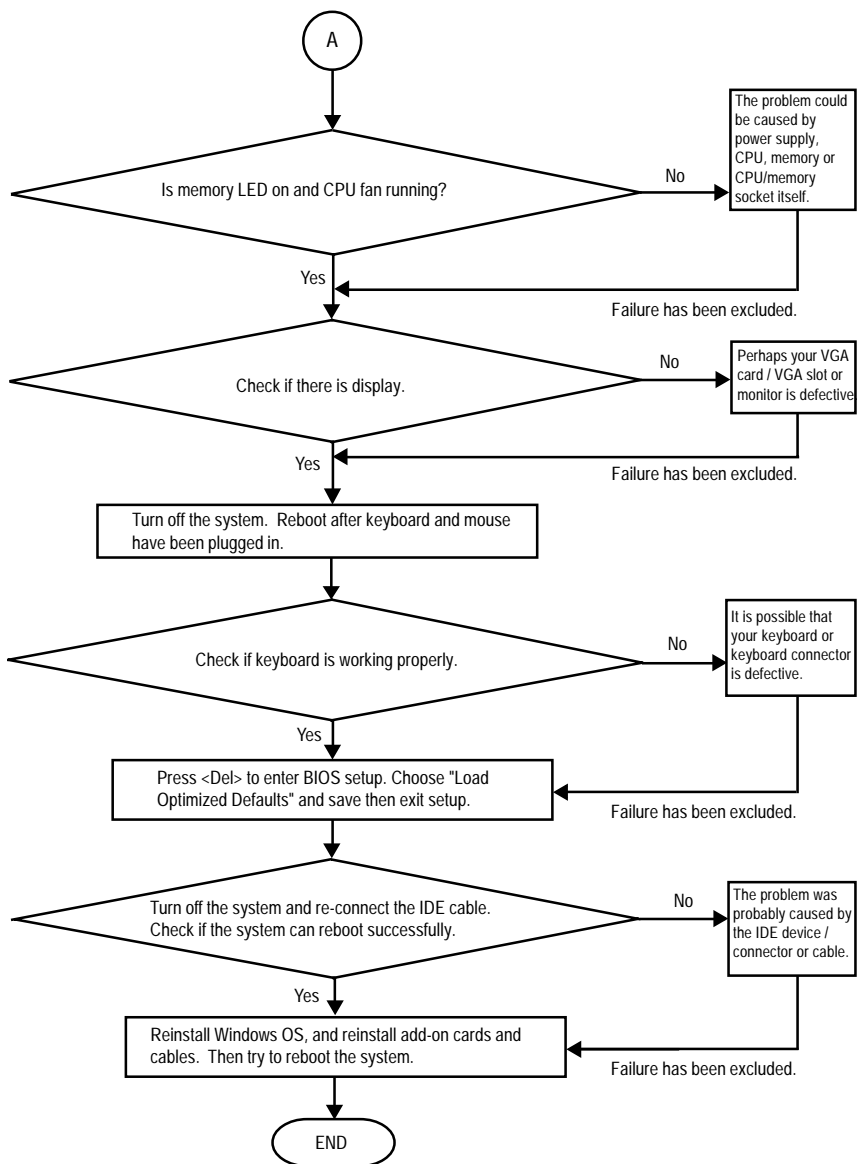 A
Is memory LED on and CPU fan running?
No
The problem could
be caused by
power supply,
CPU, memory or
CPU/memory
socket itself.
Yes
Failure has been excluded.
Check if there is display.
No
Perhaps your VGA
card / VGA slot or
monitor is defective
Yes
Failure has been excluded.
Turn off the system. Reboot after keyboard and mouse
have been plugged in.
Check if keyboard is working properly.
No
It is possible that
your keyboard or
keyboard connector
is defective.
Yes
Press <Del> to enter BIOS setup. Choose "Load
Optimized Defaults" and save then exit setup.
Failure has been excluded.
Turn off the system and re-connect the IDE cable.
Check if the system can reboot successfully.
No
The problem was
probably caused by
the IDE device /
connector or cable.
Yes
Reinstall Windows OS, and reinstall add-on cards and
cables. Then try to reboot the system.
Failure has been excluded.
END